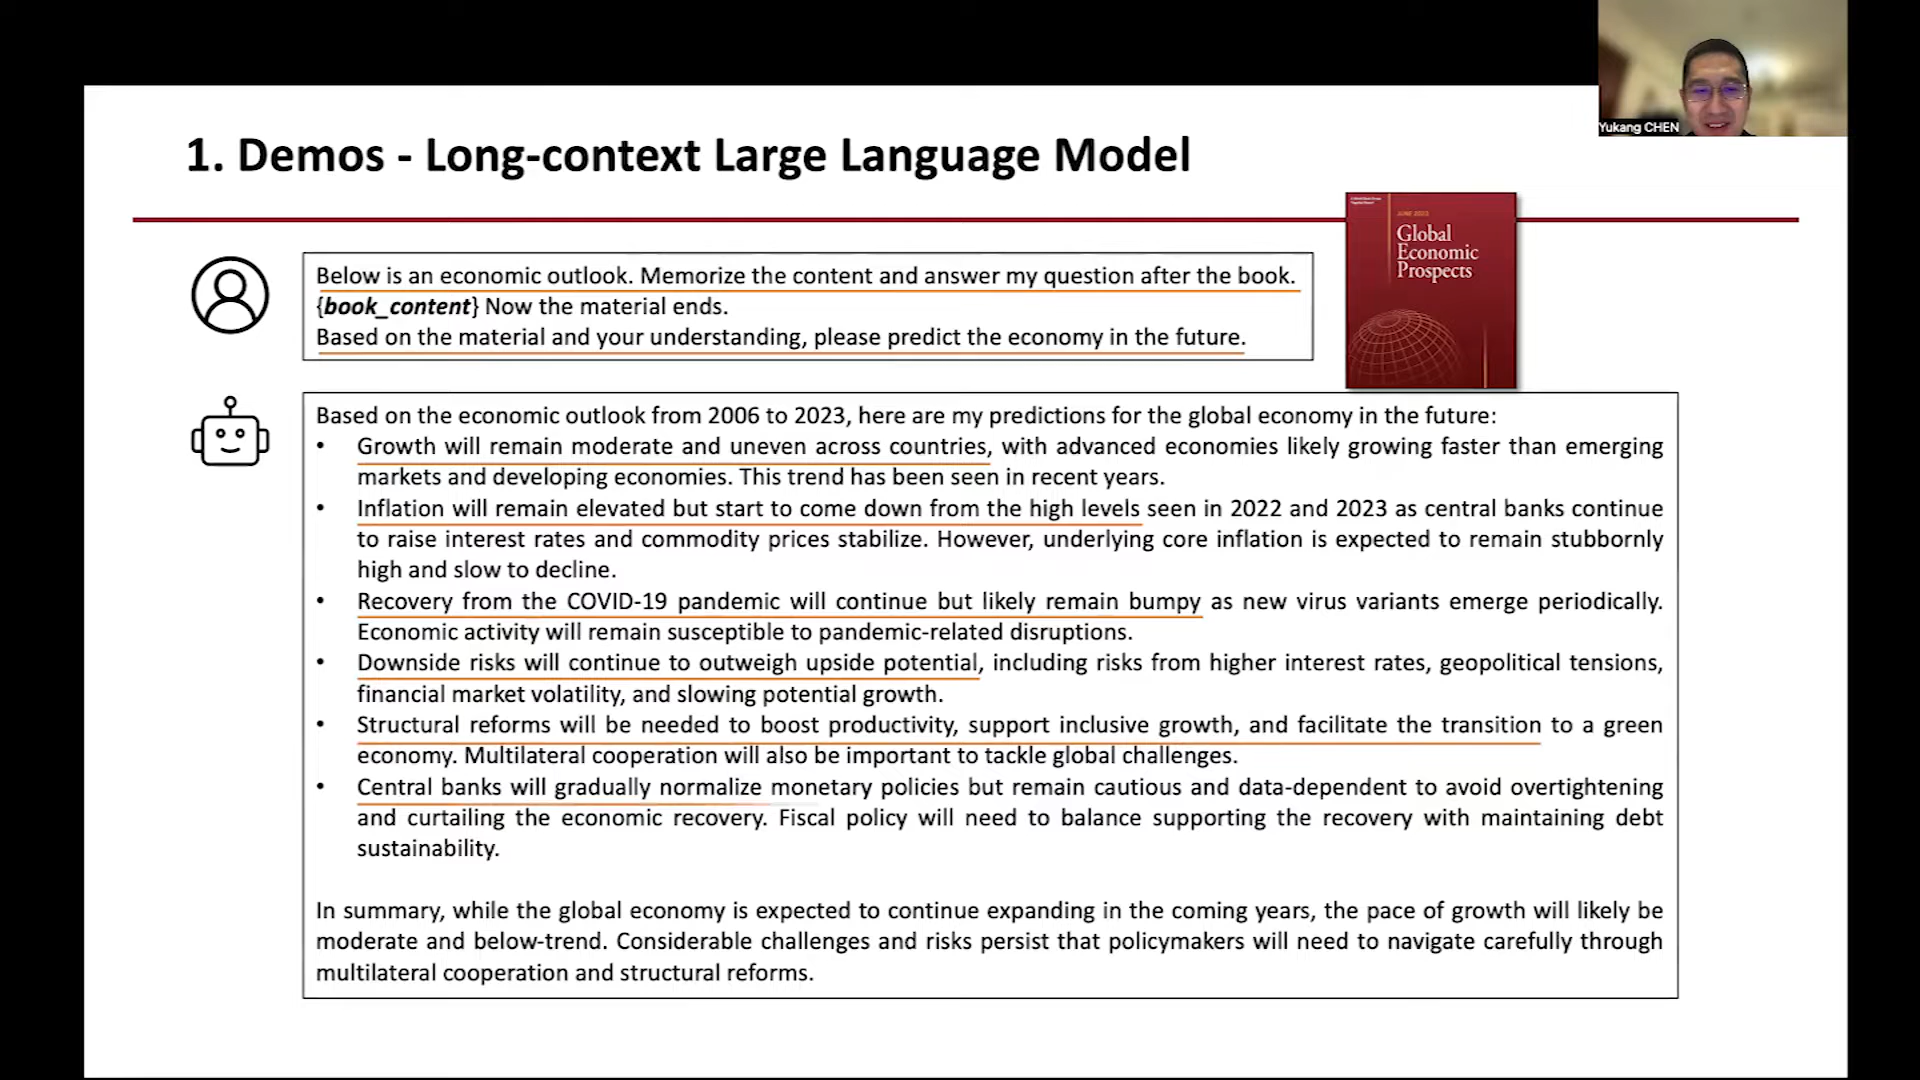 Yukang CHEN
1. Demos - Long-context Large Language Model
JUNE 2023
Global
Economic
Prospects
Below is an economic outlook. Memorize the content and answer my question after the book.
{book_content} Now the material ends.
Based on the material and your understanding, please predict the economy in the future.
Based on the economic outlook from 2006 to 2023, here are my predictions for the global economy in the future:
• Growth will remain moderate and uneven across countries, with advanced economies likely growing faster than emerging
markets and developing economies. This trend has been seen in recent years.
• Inflation will remain elevated but start to come down from the high levels seen in 2022 and 2023 as central banks continue
to raise interest rates and commodity prices stabilize. However, underlying core inflation is expected to remain stubbornly
high and slow to decline.
• Recovery from the COVID-19 pandemic will continue but likely remain bumpy as new virus variants emerge periodically.
Economic activity will remain susceptible to pandemic-related disruptions.
• Downside risks will continue to outweigh upside potential, including risks from higher interest rates, geopolitical tensions,
financial market volatility, and slowing potential growth.
• Structural reforms will be needed to boost productivity, support inclusive growth, and facilitate the transition to a green
economy. Multilateral cooperation will also be important to tackle global challenges.
• Central banks will gradually normalize monetary policies but remain cautious and data-dependent to avoid overtightening
and curtailing the economic recovery. Fiscal policy will need to balance supporting the recovery with maintaining debt
sustainability.
In summary, while the global economy is expected to continue expanding in the coming years, the pace of growth will likely be
moderate and below-trend. Considerable challenges and risks persist that policymakers will need to navigate carefully through
multilateral cooperation and structural reforms.